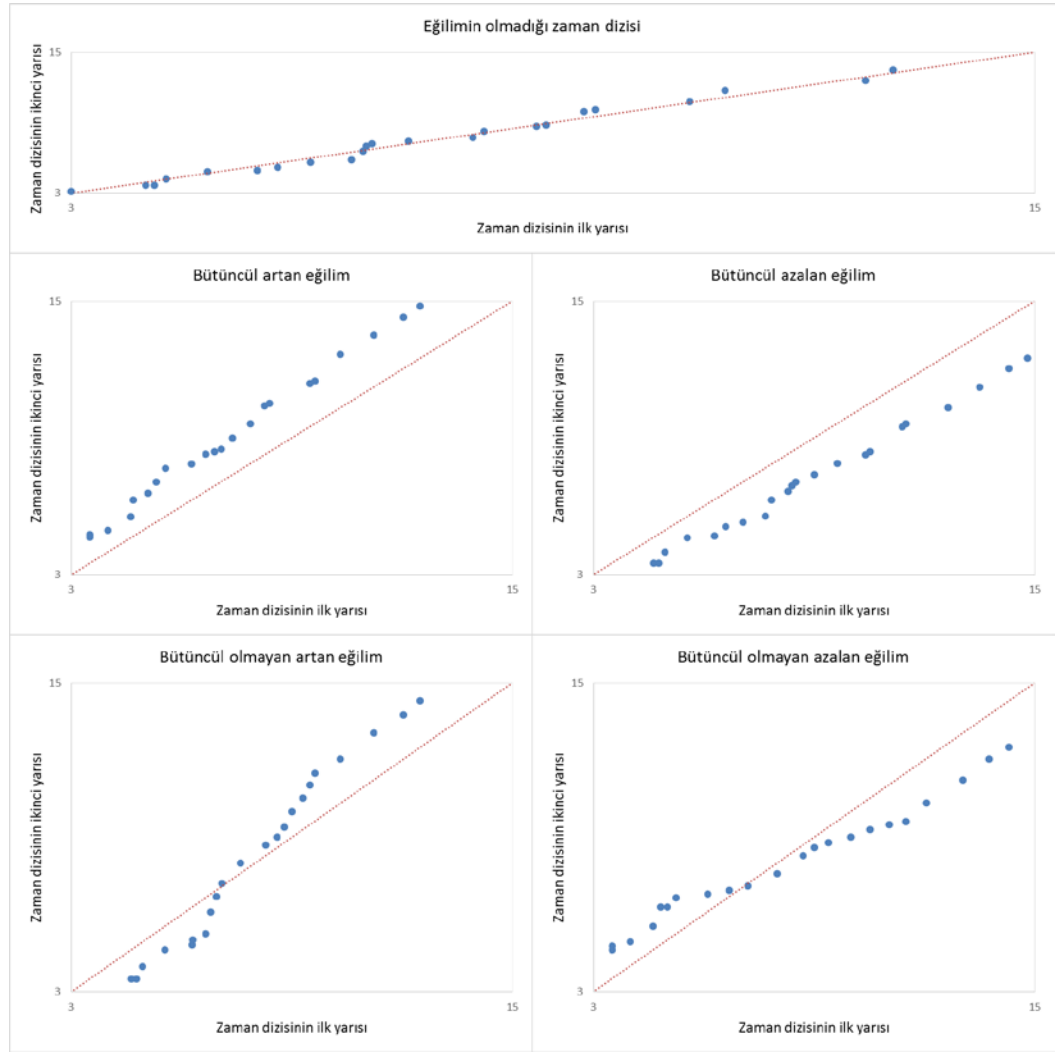 Eğilimin olmadığı zaman dizisi
15
Zaman dizisinin ikinci yarısı
3
3
15
Zaman dizisinin ilk yarısı
Bütüncül artan eğilim
15
Zaman dizisinin ikinci yarısı
3
3
15
Zaman dizisinin ilk yarısı
Bütüncül azalan eğilim
15
Zaman dizisinin ikinci yarısı
3
3
15
Zaman dizisinin ilk yarısı
Bütüncül olmayan artan eğilim
15
Zaman dizisinin ikinci yarısı
3
3
15
Zaman dizisinin ilk yarısı
Bütüncül olmayan azalan eğilim
15
Zaman dizisinin ikinci yarısı
3
3
15
Zaman dizisinin ilk yarısı